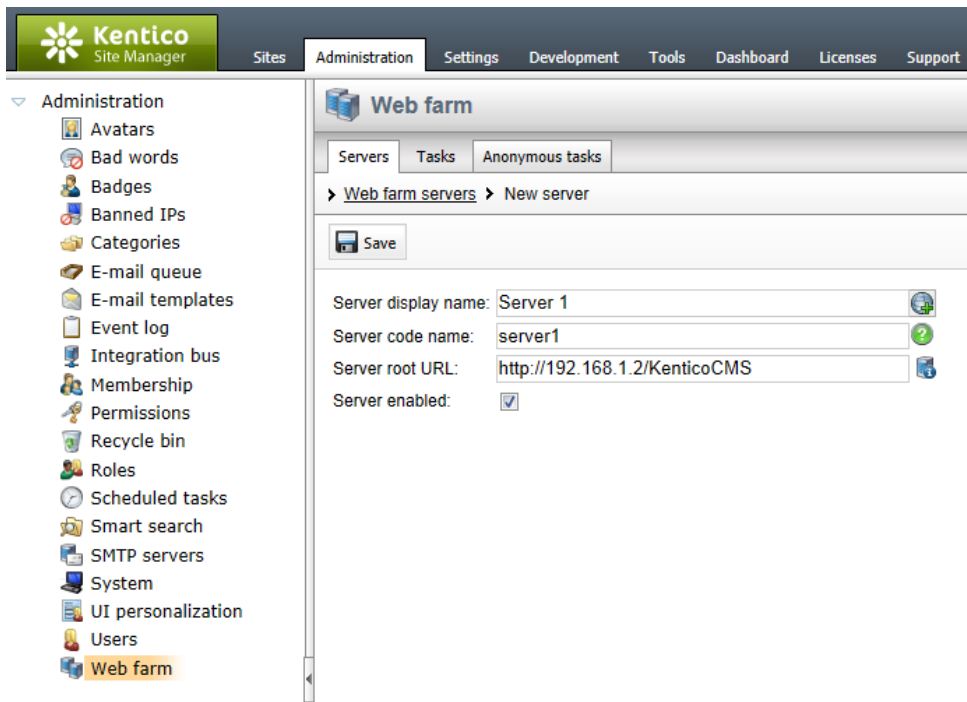 Kentico
Site Manager
Sites Administration Settings Development Tools Dashboard Licenses Support
Administration
Avatars
Bad words
Badges
Banned IPs
Categories
E-mail queue
E-mail templates
Event log
Integration bus
Membership
Permissions
Recycle bin
Roles
Scheduled tasks
Smart search
SMTP servers
System
UI personalization
Users
Web farm
Web farm
Servers Tasks Anonymous tasks
Web farm servers New server
Save
Server display name: Server 1
Server code name: server1
Server root URL: http://192.168.1.2/KenticoCMS
Server enabled: